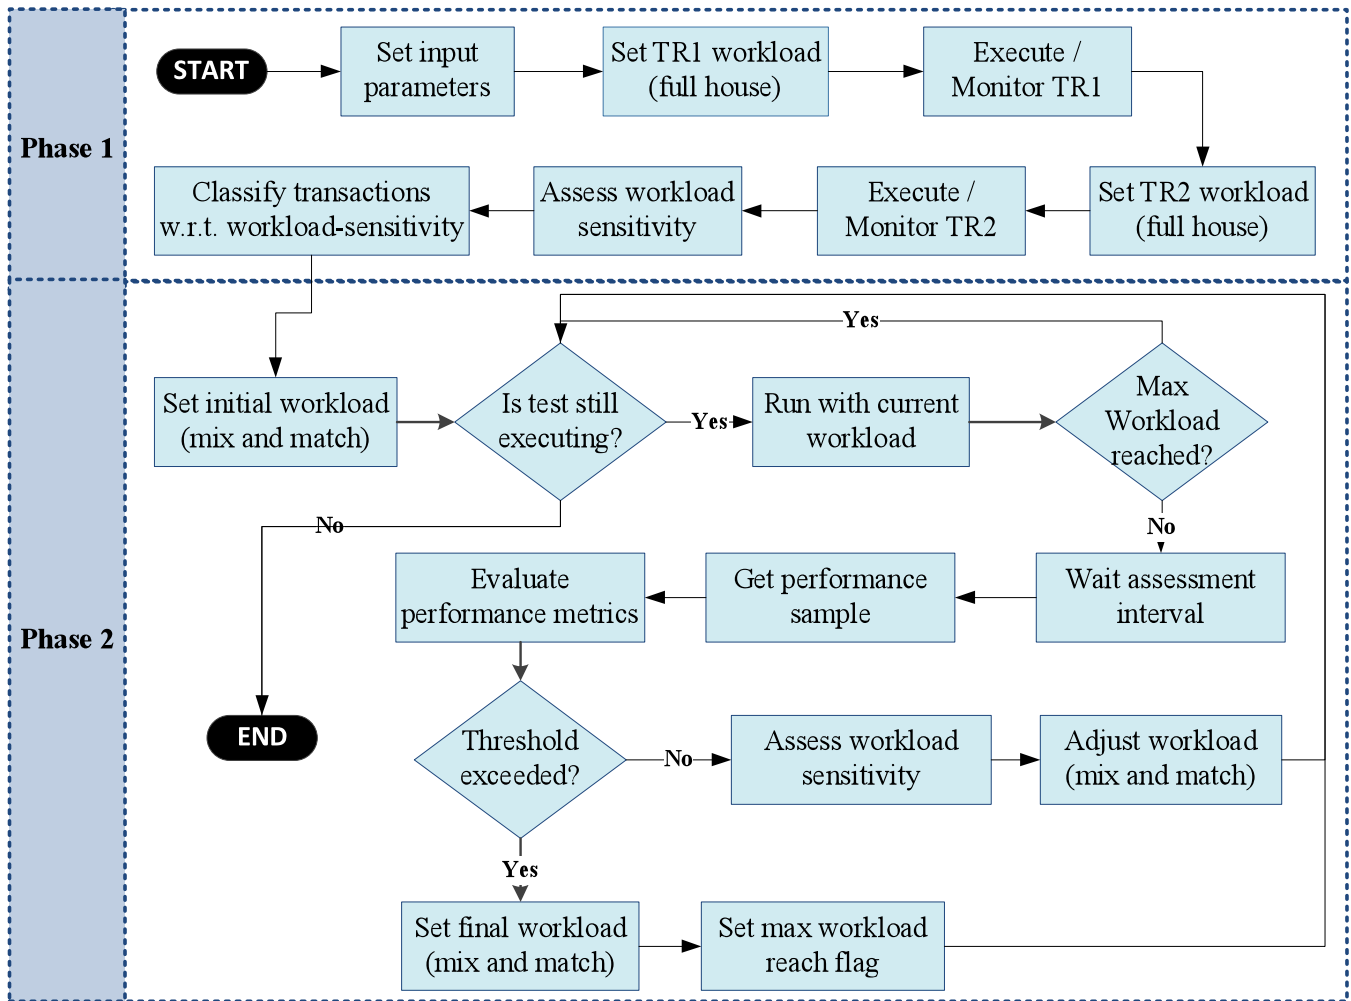 Phase 1
START
Set input
parameters
Set TR1 workload
(full house)
Execute /
Monitor TR1
Set TR2 workload
(full house)
Execute /
Monitor TR2
Assess workload
sensitivity
Classify transactions
w.r.t. workload-sensitivity
Phase 2
Set initial workload
(mix and match)
Is test still
executing?
Yes
Run with current
workload
Max
Workload
reached?
Yes
No
No
Wait assessment
interval
Get performance
sample
Evaluate
performance metrics
END
Threshold
exceeded?
No
Assess workload
sensitivity
Adjust workload
(mix and match)
Yes
Set final workload
(mix and match)
Set max workload
reach flag